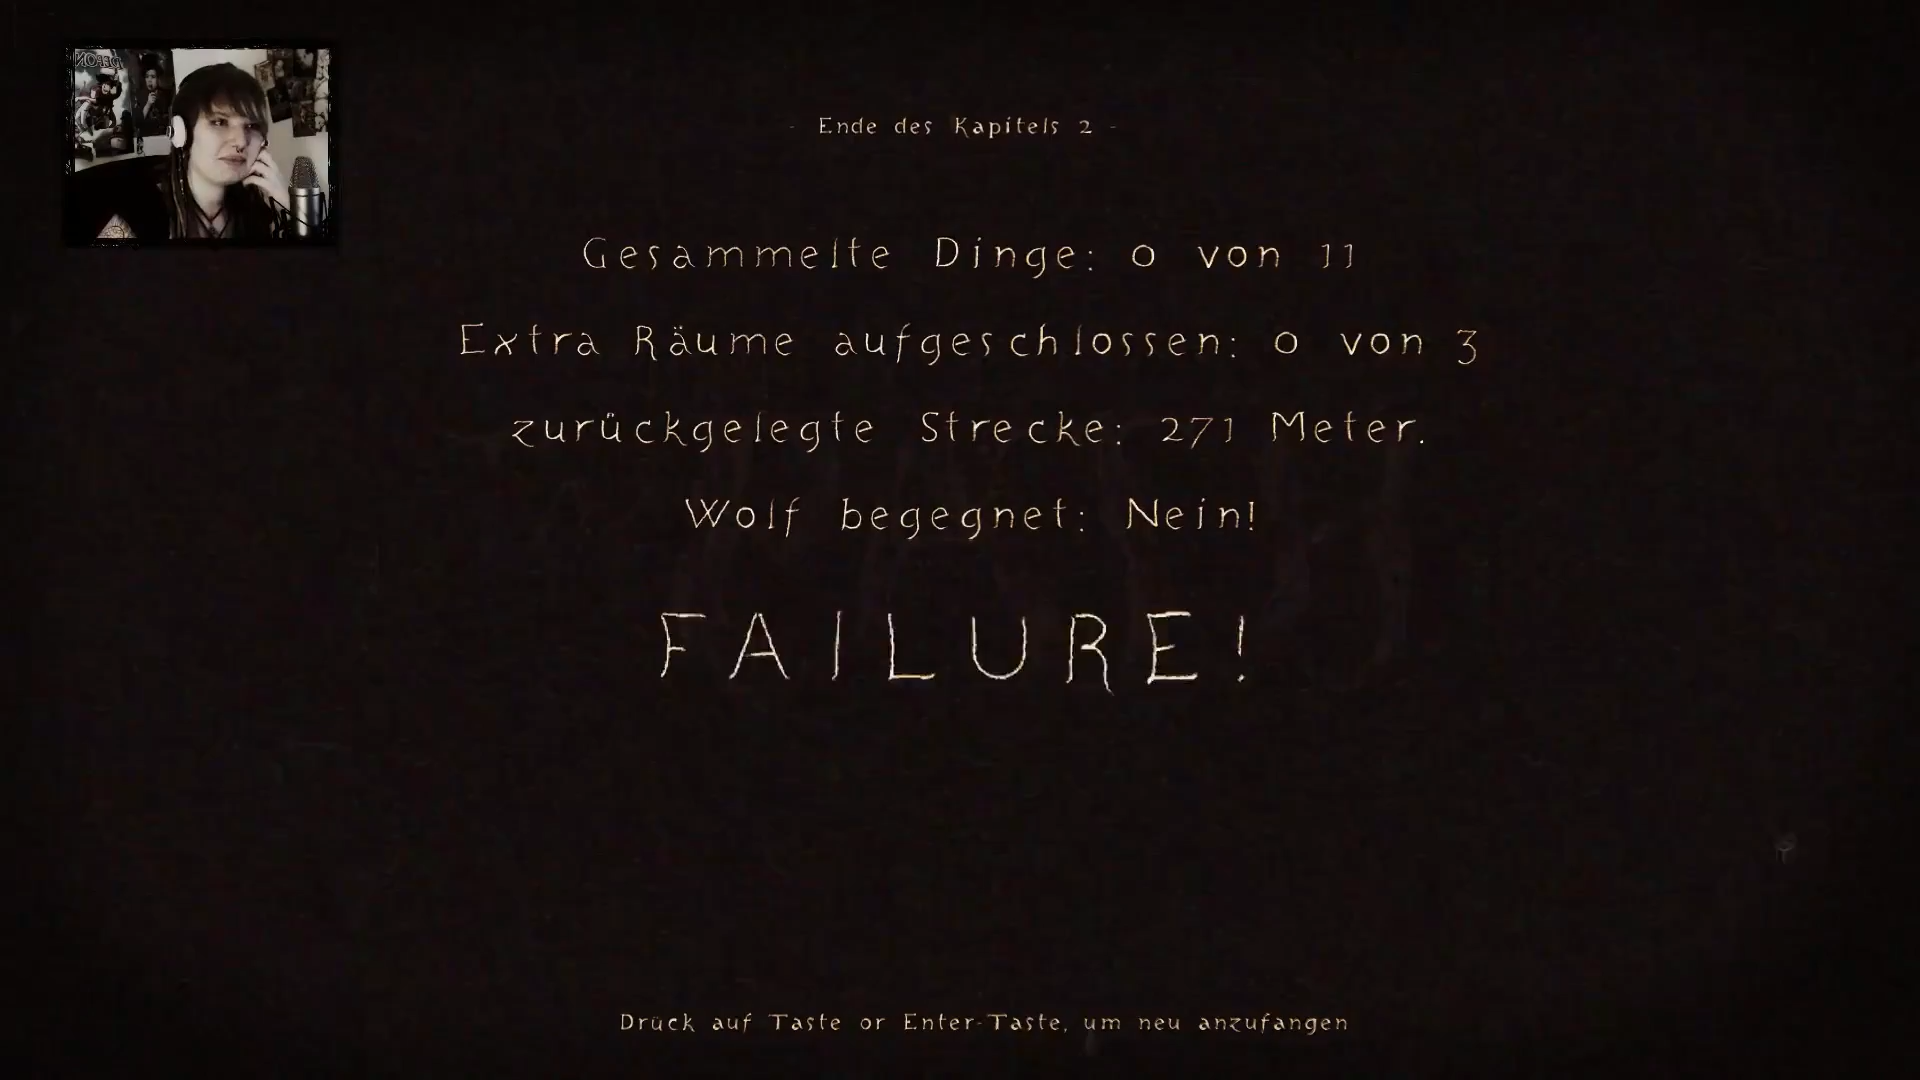 - Ende des Kapitels 2 -
Gesammelte Dinge: 0 von 11
Extra Räume aufgeschlossen: 0 von 3
zurückgelegte Strecke: 271 Meter.
Wolf begegnet: Nein!
FAILURE!
Drück auf Taste or Enter-Taste, um neu anzufangen